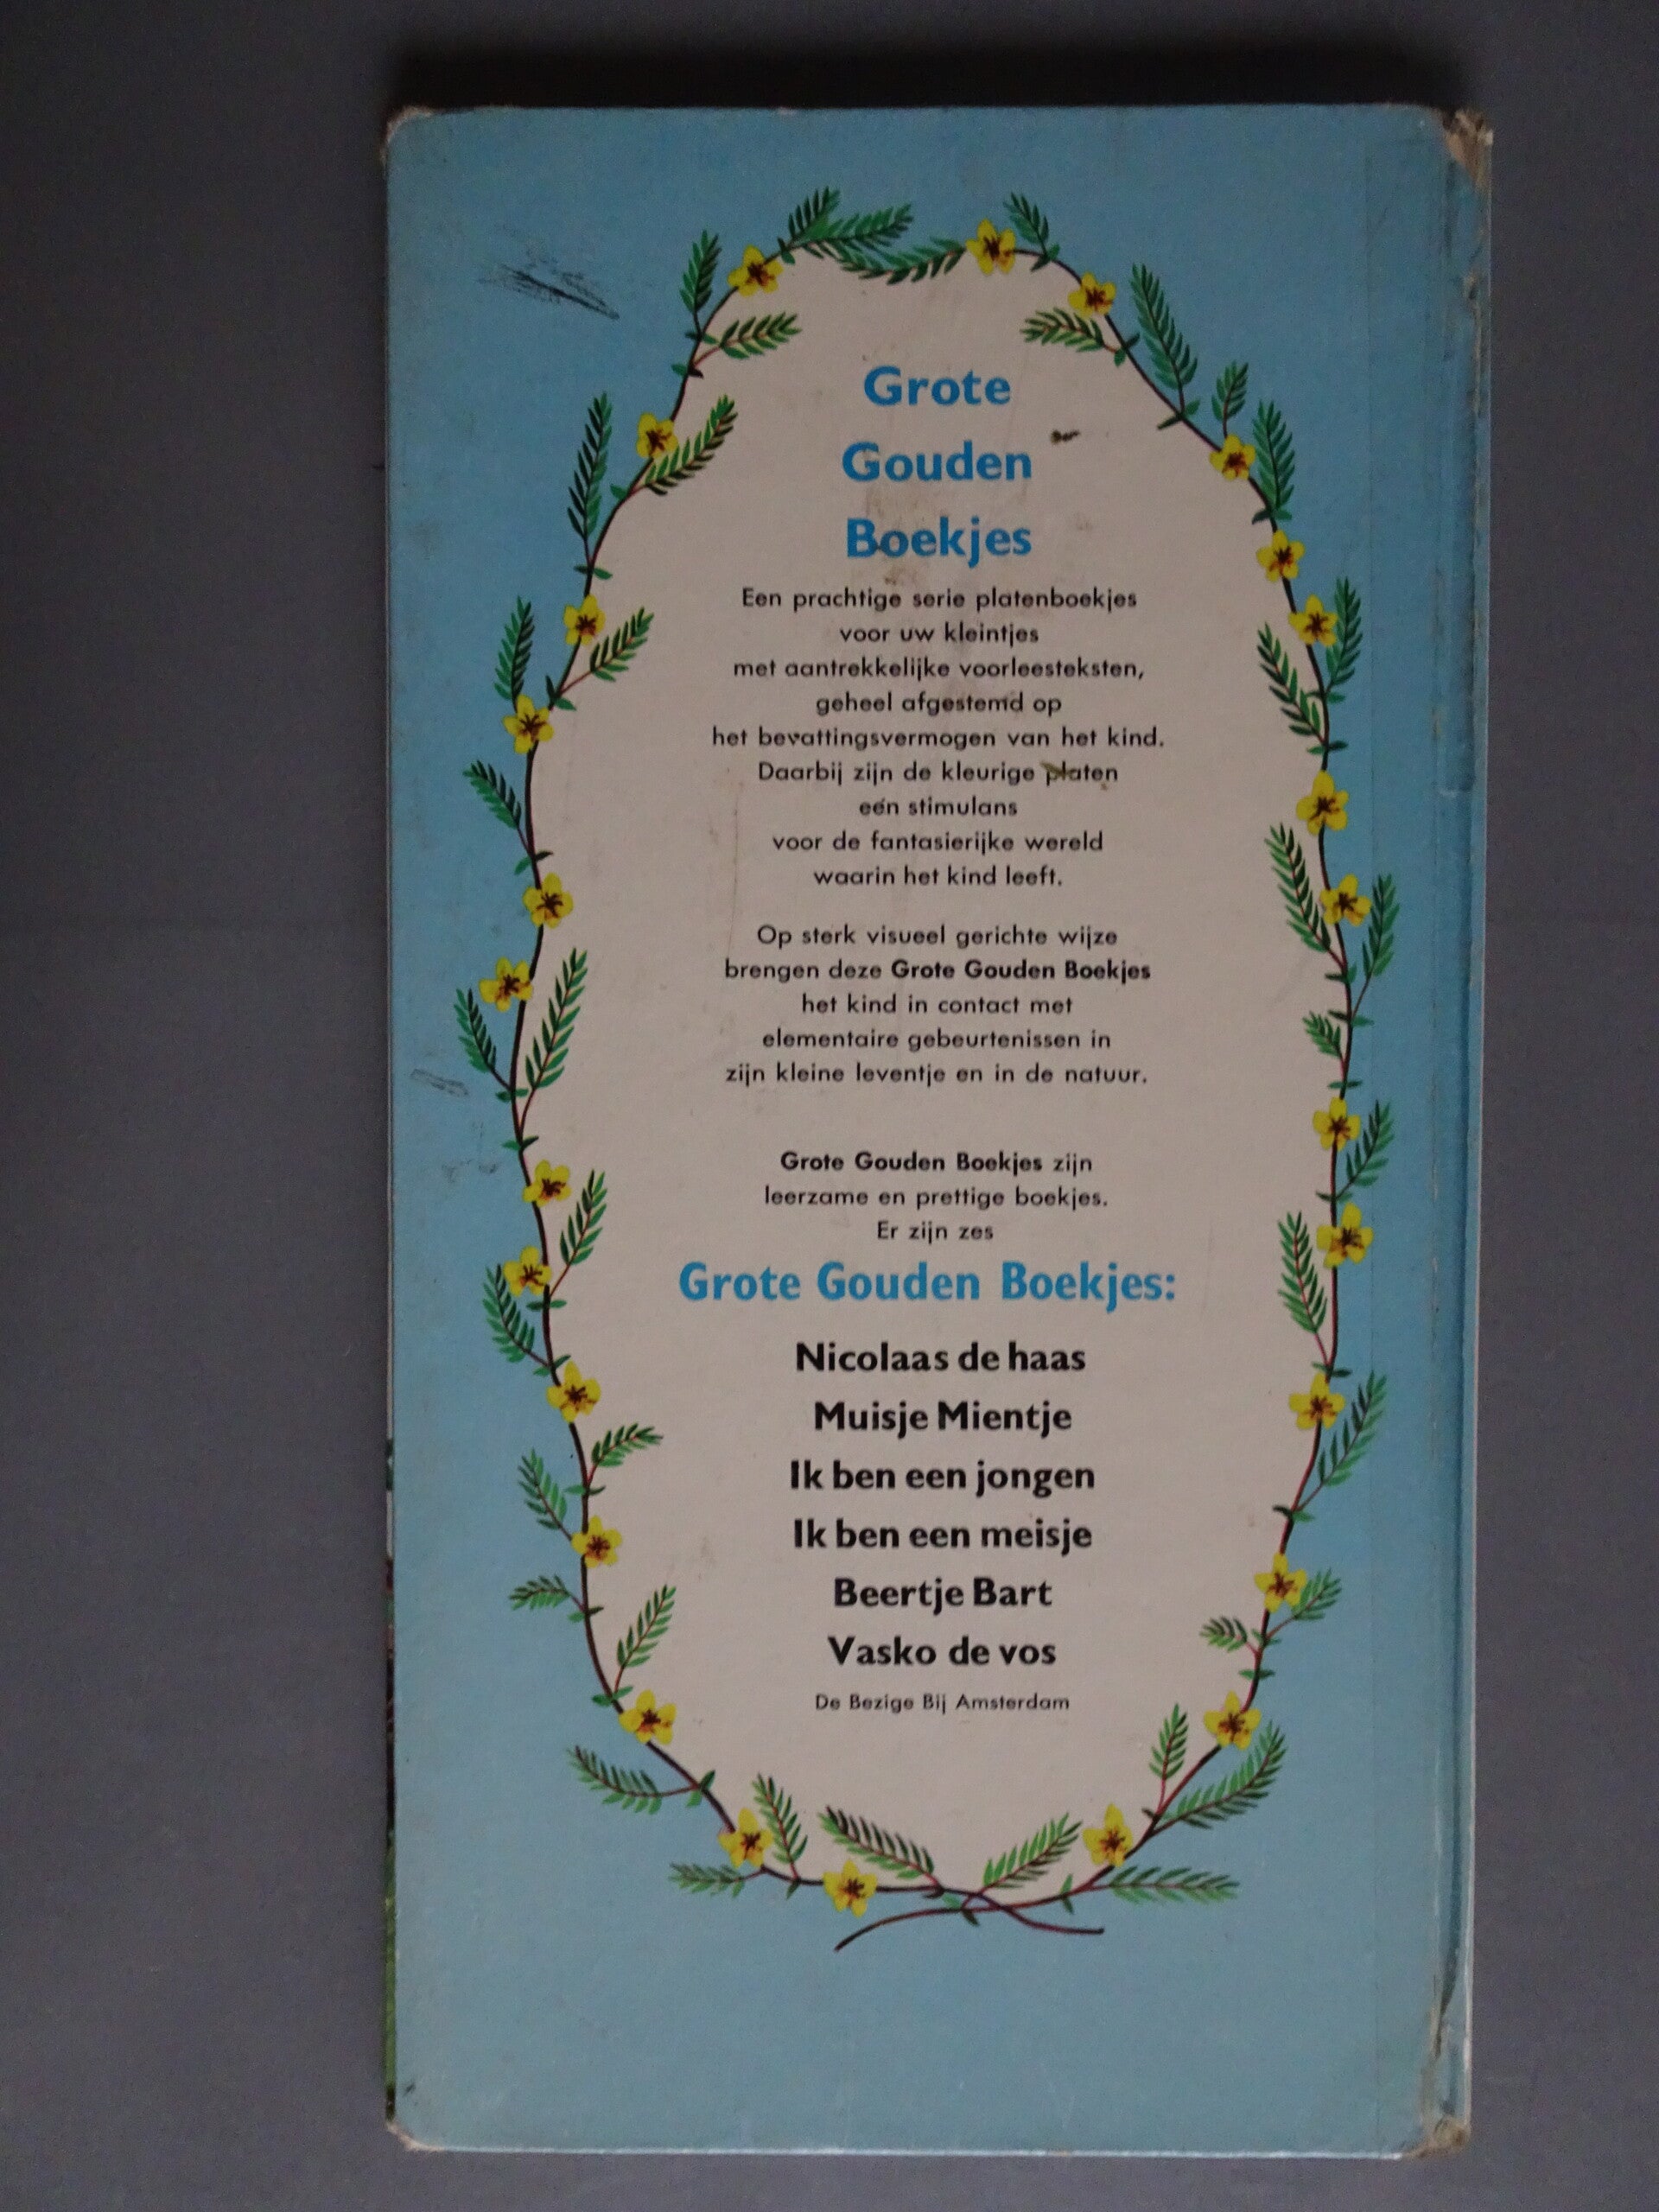 Grote
Gouden
Boekjes
Een prachtige serie platenboekjes
voor uw kleintjes
met aantrekkelijke voorleesteksten,
geheel afgestemd op
het bevattingsvermogen van het kind.
Daarbij zijn de kleurige platen
een stimulans
voor de fantasierijke wereld
waarin het kind leeft.
Op sterk visueel gerichte wijze
brengen deze Grote Gouden Boekjes
het kind in contact met
elementaire gebeurtenissen in
zijn kleine leventje en in de natuur.
Grote Gouden Boekjes zijn
leerzame en prettige boekjes.
Er zijn zes
Grote Gouden Boekjes:
Nicolaas de haas
Muisje Mientje
Ik ben een jongen
Ik ben een meisje
Beertje Bart
Vasko de vos
De Bezige Bij Amsterdam